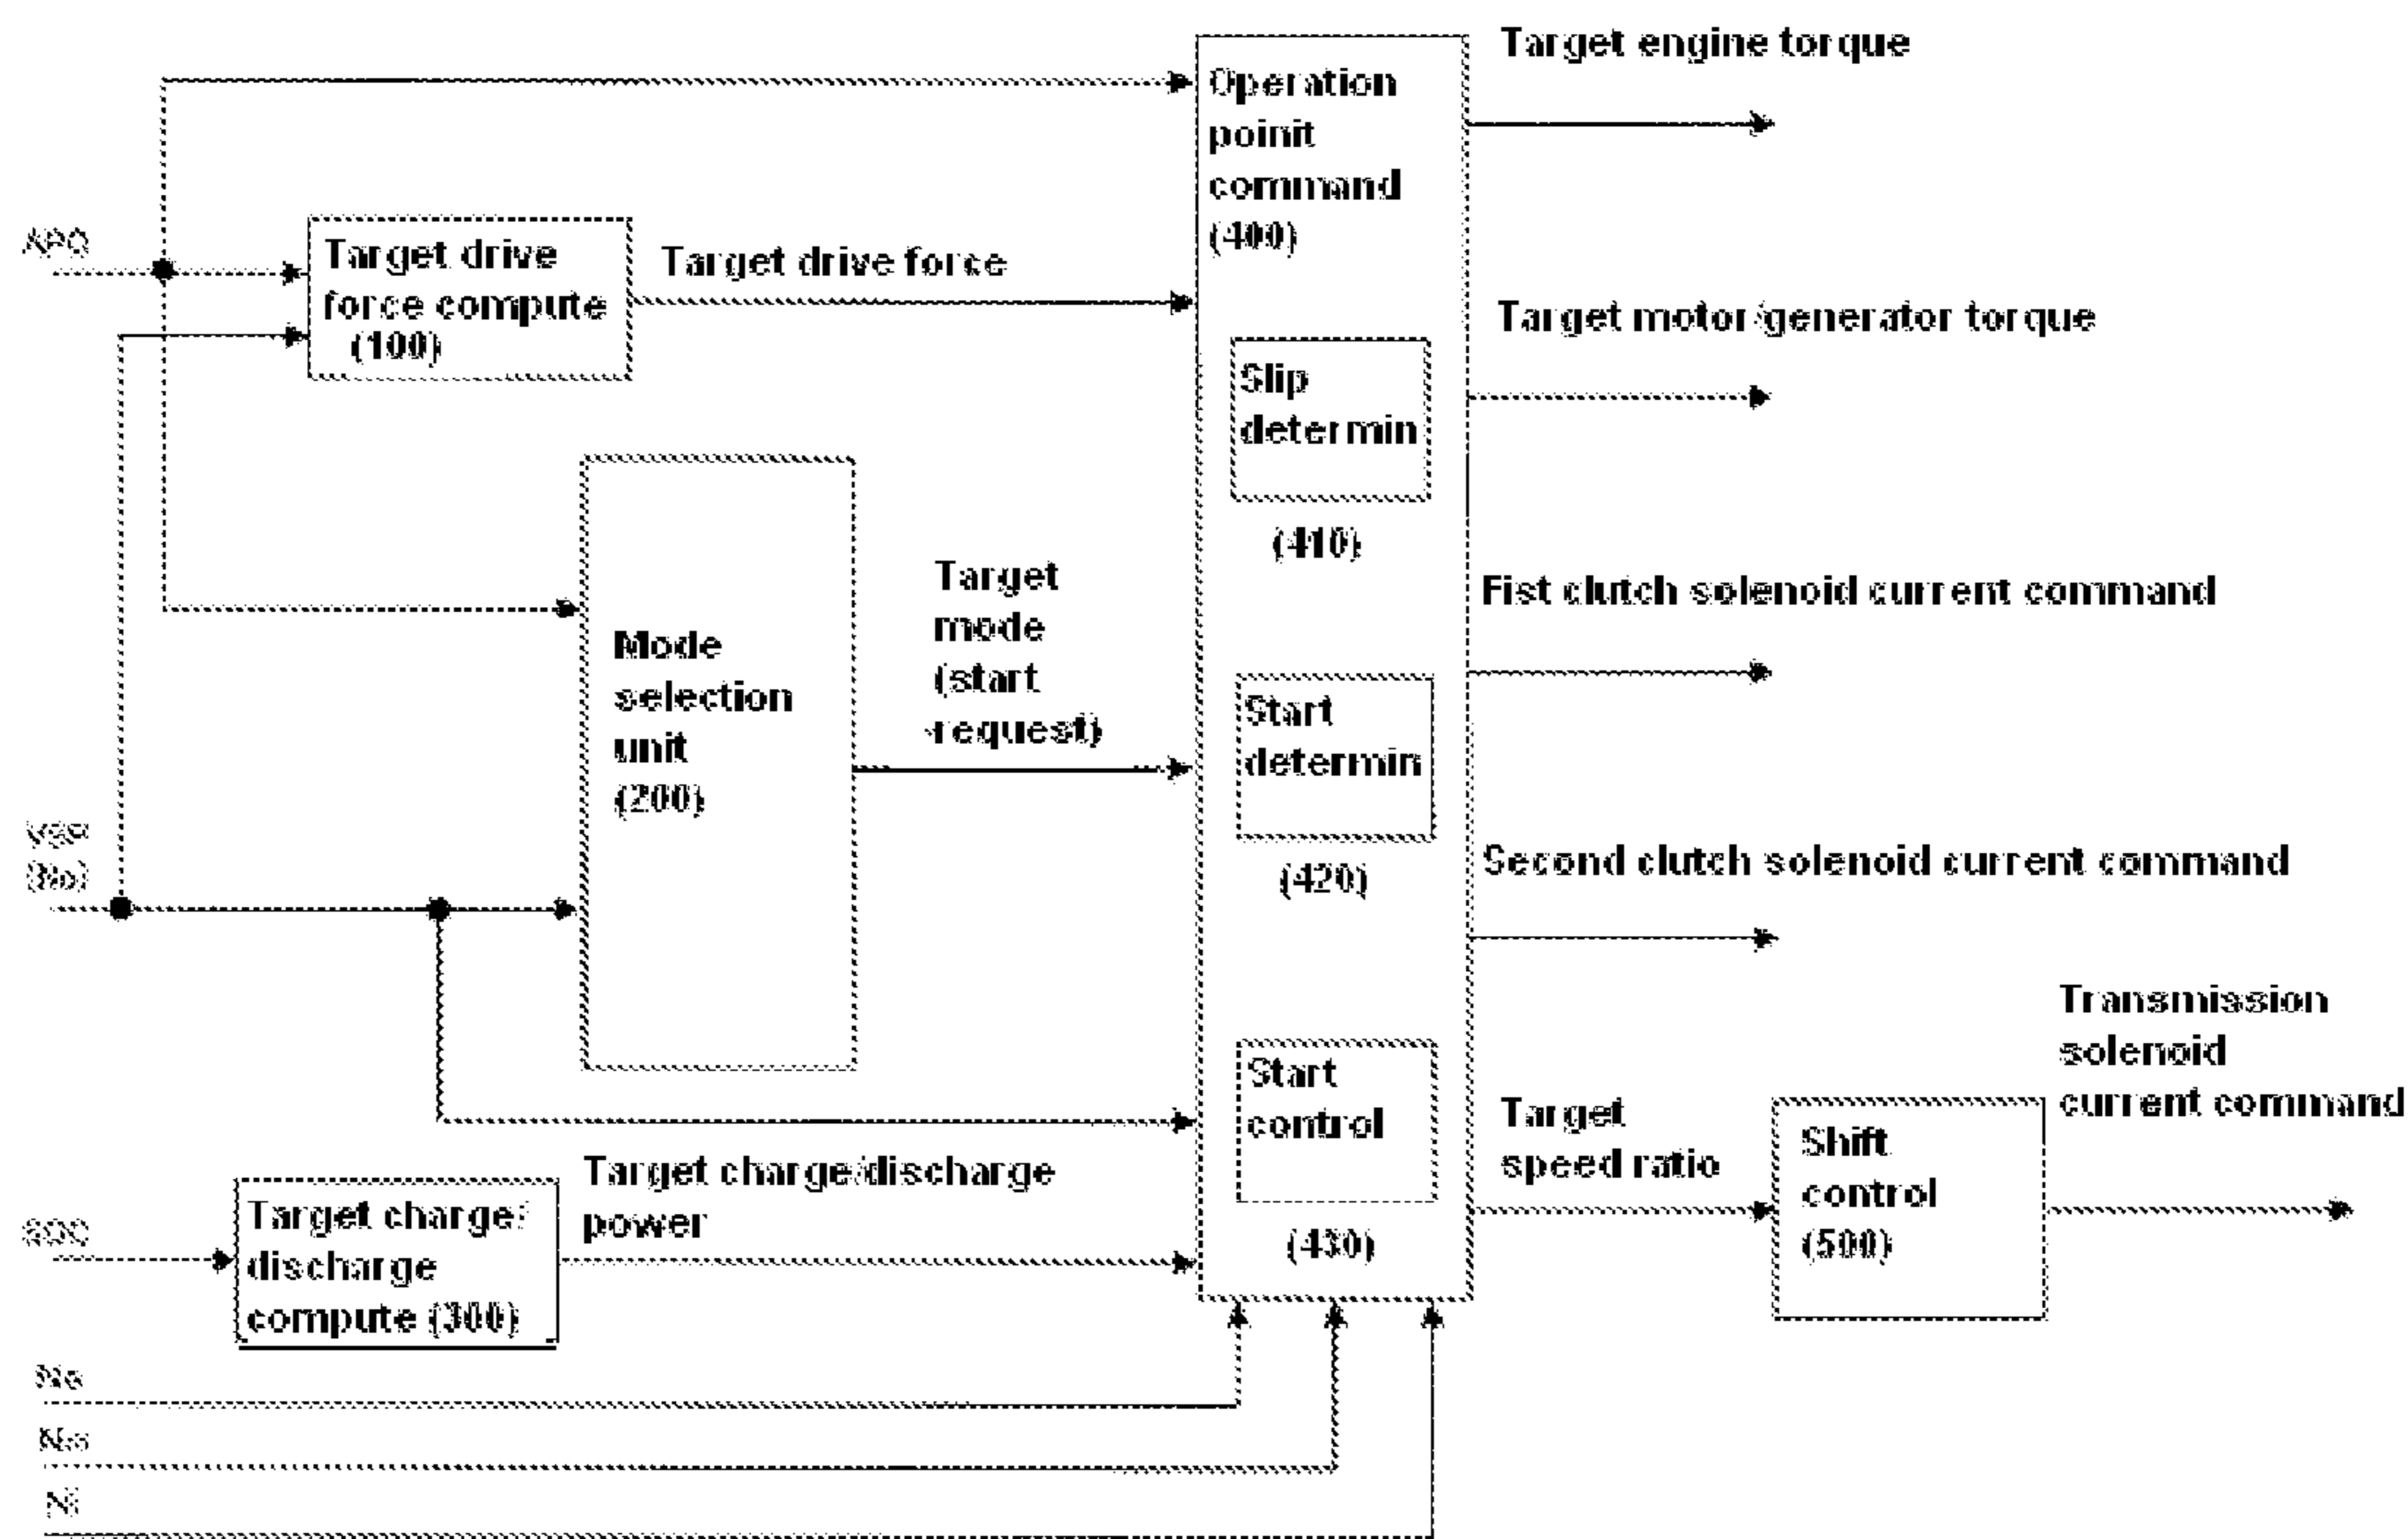 Target engine torque
Operation
poinit
command
(400)
APO
Target drive
force compute
(100)
Target drive force
Target motor/generator torque
Slip
determin
(410)
Target
mode
(start
request)
Fist clutch solenoid current command
Mode
selection
unit
(200)
Start
determin
(420)
VSP
(No)
Second clutch solenoid current command
Transmission
solenoid
current command
Start
control
(430)
Target
speed ratio
Shift
control
(500)
Target charge/discharge
power
SOC
Target charge/
discharge
compute (300)
Ni